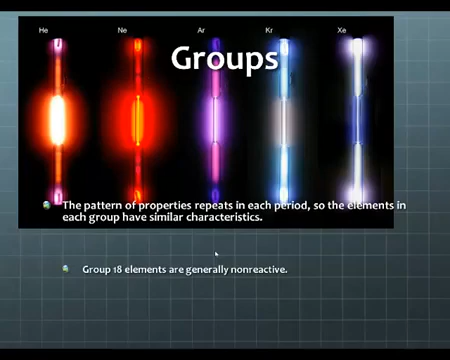 He Ne Ar Kr Xe
Groups
The pattern of properties repeats in each period, so the elements in
each group have similar characteristics.
Group 18 elements are generally nonreactive.